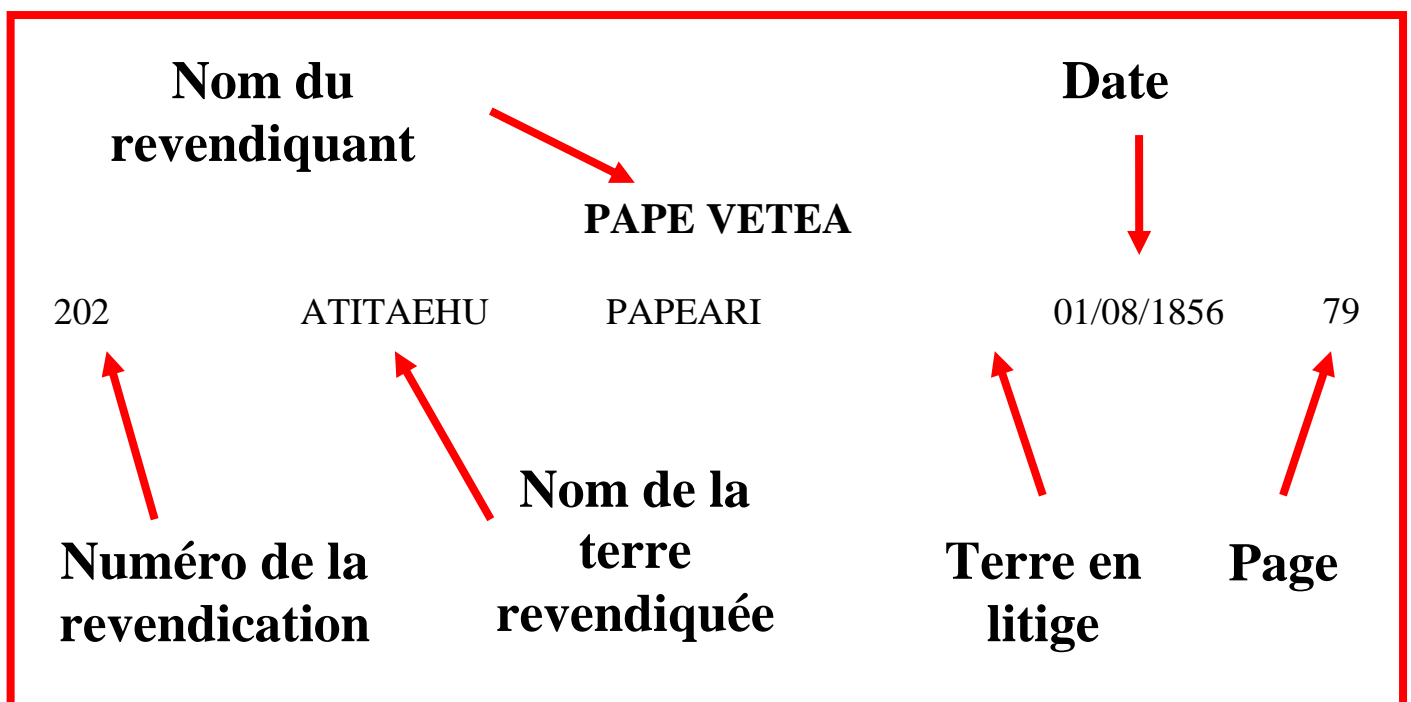 Nom du
revendiquant
Date
PAPE VETEA
202 ATITAEHU PAPEARI 01/08/1856 79
Numéro de la
revendication
Nom de la
terre
revendiquée
Terre en
litige
Page